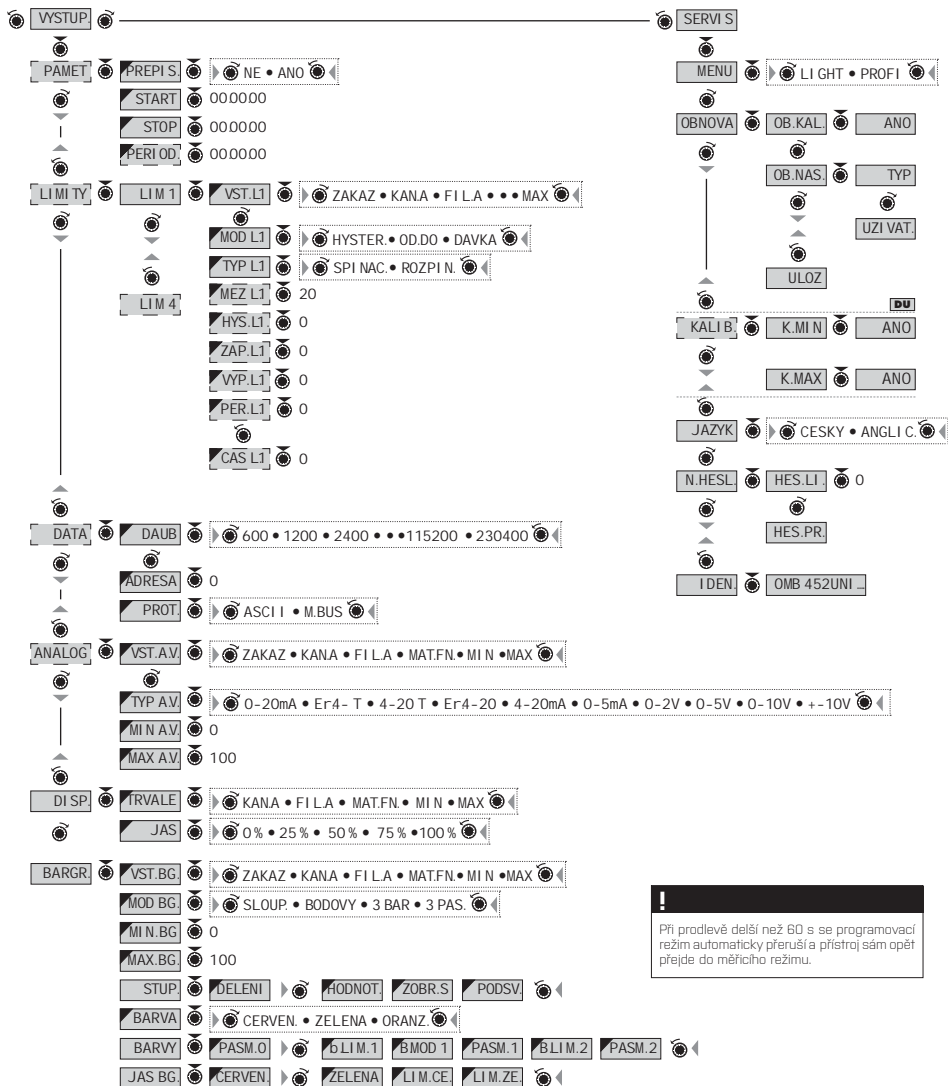 VYSTUP.
PAMET PREPIS. NE • ANO
START 00.00.00
STOP 00.00.00
PERIOD. 00.00.00
LIMITY LIM 1 VST.L1 ZAKAZ • KAN.A • FIL.A • • • MAX
MOD L1 HYSTER. • OD.DO • DAVKA
TYP L1 SPINAC. • ROZPIN.
LIM 4 MEZ L1 20
HYS.L1 0
ZAP.L1 0
VYP.L1 0
PER.L1 0
CAS L1 0
DATA DAUB 600 • 1200 • 2400 • • •115200 •230400
ADRESA 0
PROT. ASCII • M.BUS
ANALOG VST.A.V. ZAKAZ • KAN.A • FIL.A • MAT.FN. • MIN •MAX
TYP A.V. 0-20mA • Er4- T • 4-20 T • Er4-20 • 4-20mA • 0-5mA • 0-2V • 0-5V • 0-10V • +-10V
MIN A.V. 0
MAX A.V. 100
DISP. TRVALE KAN.A • FIL.A • MAT.FN. • MIN •MAX
JAS 0 % • 25 % • 50 % • 75 % •100 %
BARGR. VST.BG. ZAKAZ • KAN.A • FIL.A • MAT.FN. • MIN •MAX
MOD BG. SLOUP. • BODOVY • 3 BAR • 3 PAS.
MIN.BG 0
MAX.BG. 100
STUP. DELENI HODNOT. ZOBR.S PODSV.
BARVA CERVEN. • ZELENA • ORANZ.
BARVY PASM.0 bLIM.1 BMOD 1 PASM.1 BLIM.2 PASM.2
JAS BG. CERVEN. ZELENA LIM.CE. LIM.ZE.
SERVIS
MENU LIGHT • PROFI
OBNOVA OB.KAL. ANO
OB.NAS. TYP
UZIVAT.
ULOZ
DU
KALIB. K.MIN ANO
K.MAX ANO
JAZYK CESKY • ANGLIC.
N.HESL. HES.LI. 0
HES.PR.
IDEN. OMB 452UNI ...
!
Při prodlevě delší než 60 s se programovací
režim automaticky přeruší a přístroj sám opět
přejde do měřicího režimu.